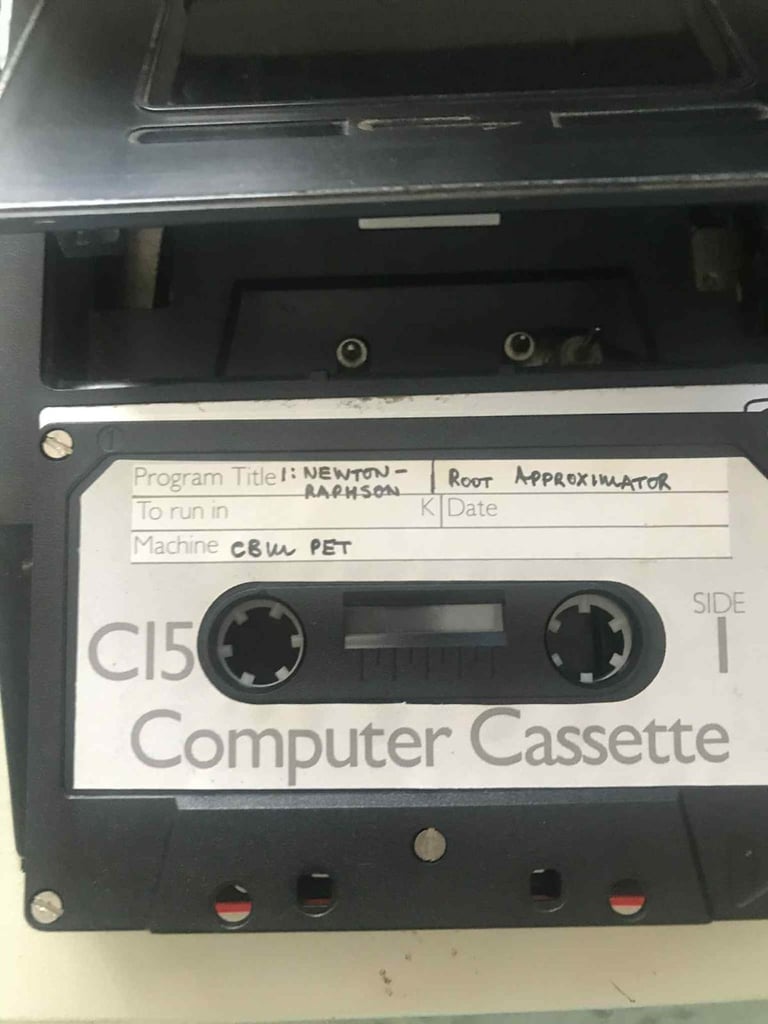 Program Title 1: NEWTON- ROOT APPROXIMATOR
RAPHSON
To run in K Date
Machine CBM PET
C15
SIDE
1
Computer Cassette